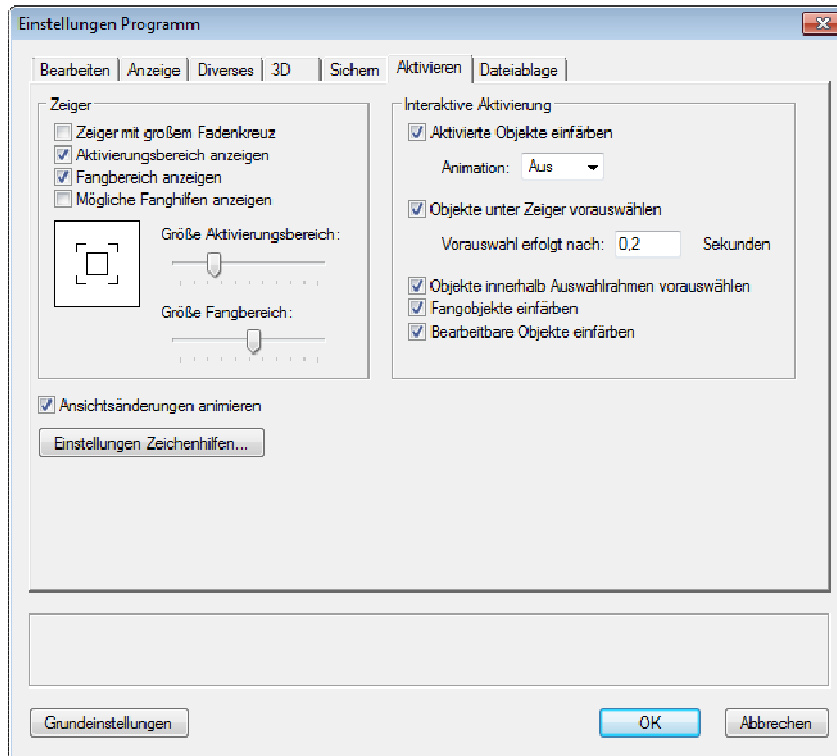 Einstellungen Programm
Bearbeiten Anzeige Diverses 3D Sichern Aktivieren Dateiablage
Zeiger
Zeiger mit großem Fadenkreuz
Aktivierungsbereich anzeigen
Fangbereich anzeigen
Mögliche Fanghilfen anzeigen
Größe Aktivierungsbereich:
Größe Fangbereich:
Interaktive Aktivierung
Aktivierte Objekte einfärben
Animation: Aus
Objekte unter Zeiger vorauswählen
Vorauswahl erfolgt nach: 0,2 Sekunden
Objekte innerhalb Auswahlrahmen vorauswählen
Fangobjekte einfärben
Bearbeitbare Objekte einfärben
Ansichtsänderungen animieren
Einstellungen Zeichenhilfen...
Grundeinstellungen OK Abbrechen